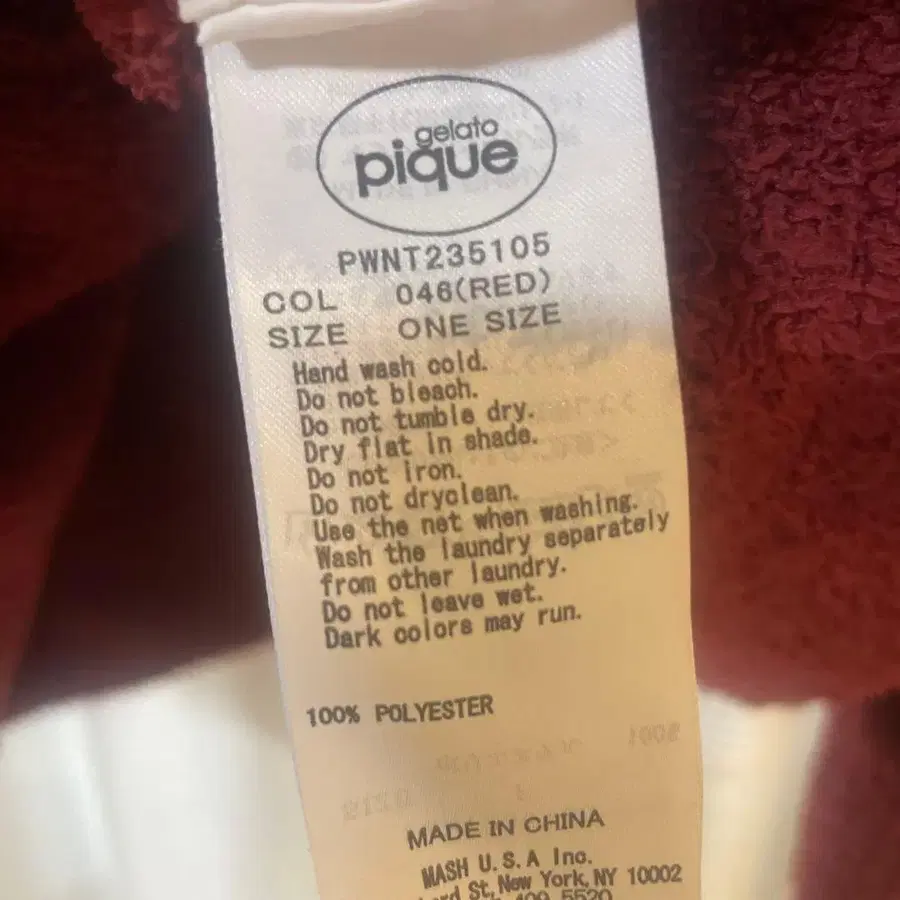 gelato
pique
PWNT235105
COL 046(RED)
SIZE ONE SIZE
Hand wash cold.
Do not bleach.
Do not tumble dry.
Dry flat in shade.
Do not iron.
Do not dryclean.
Use the net when washing.
Wash the laundry separately
from other laundry.
Do not leave wet.
Dark colors may run.
100% POLYESTER
MADE IN CHINA
MASH U.S.A Inc.
St, New York, NY 10002